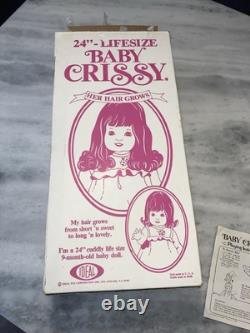 24"-LIFESIZE
BABY
CRISSY®
HER HAIR GROWS
My hair grows
from short 'n sweet
to long 'n lovely.
I'm a 24" cuddly life size
9-month-old baby doll.
IDEAL
BABY CR